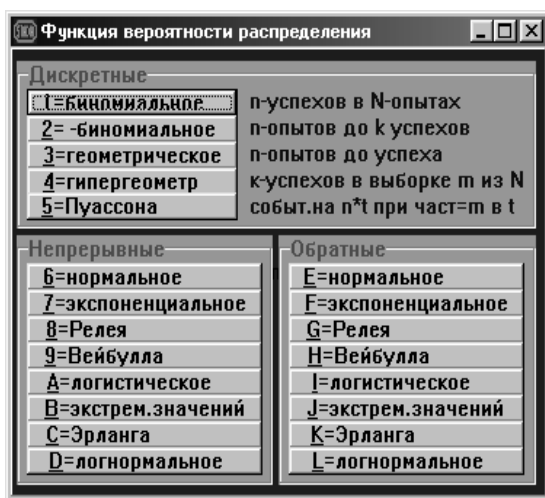 Функция вероятности распределения
Дискретные
1=биномиальное n-успехов в N-опытах
2= -биномиальное n-опытов до k успехов
3=геометрическое n-опытов до успеха
4=гипергеометр к-успехов в выборке m из N
5=Пуассона событ.на n*t при част=m в t
Непрерывные
6=нормальное
7=экспоненциальное
8=Релея
9=Вейбулла
A=логистическое
B=экстрем.значений
C=Эрланга
D=логнормальное
Обратные
E=нормальное
F=экспоненциальное
G=Релея
H=Вейбулла
I=логистическое
J=экстрем.значений
K=Эрланга
L=логнормальное